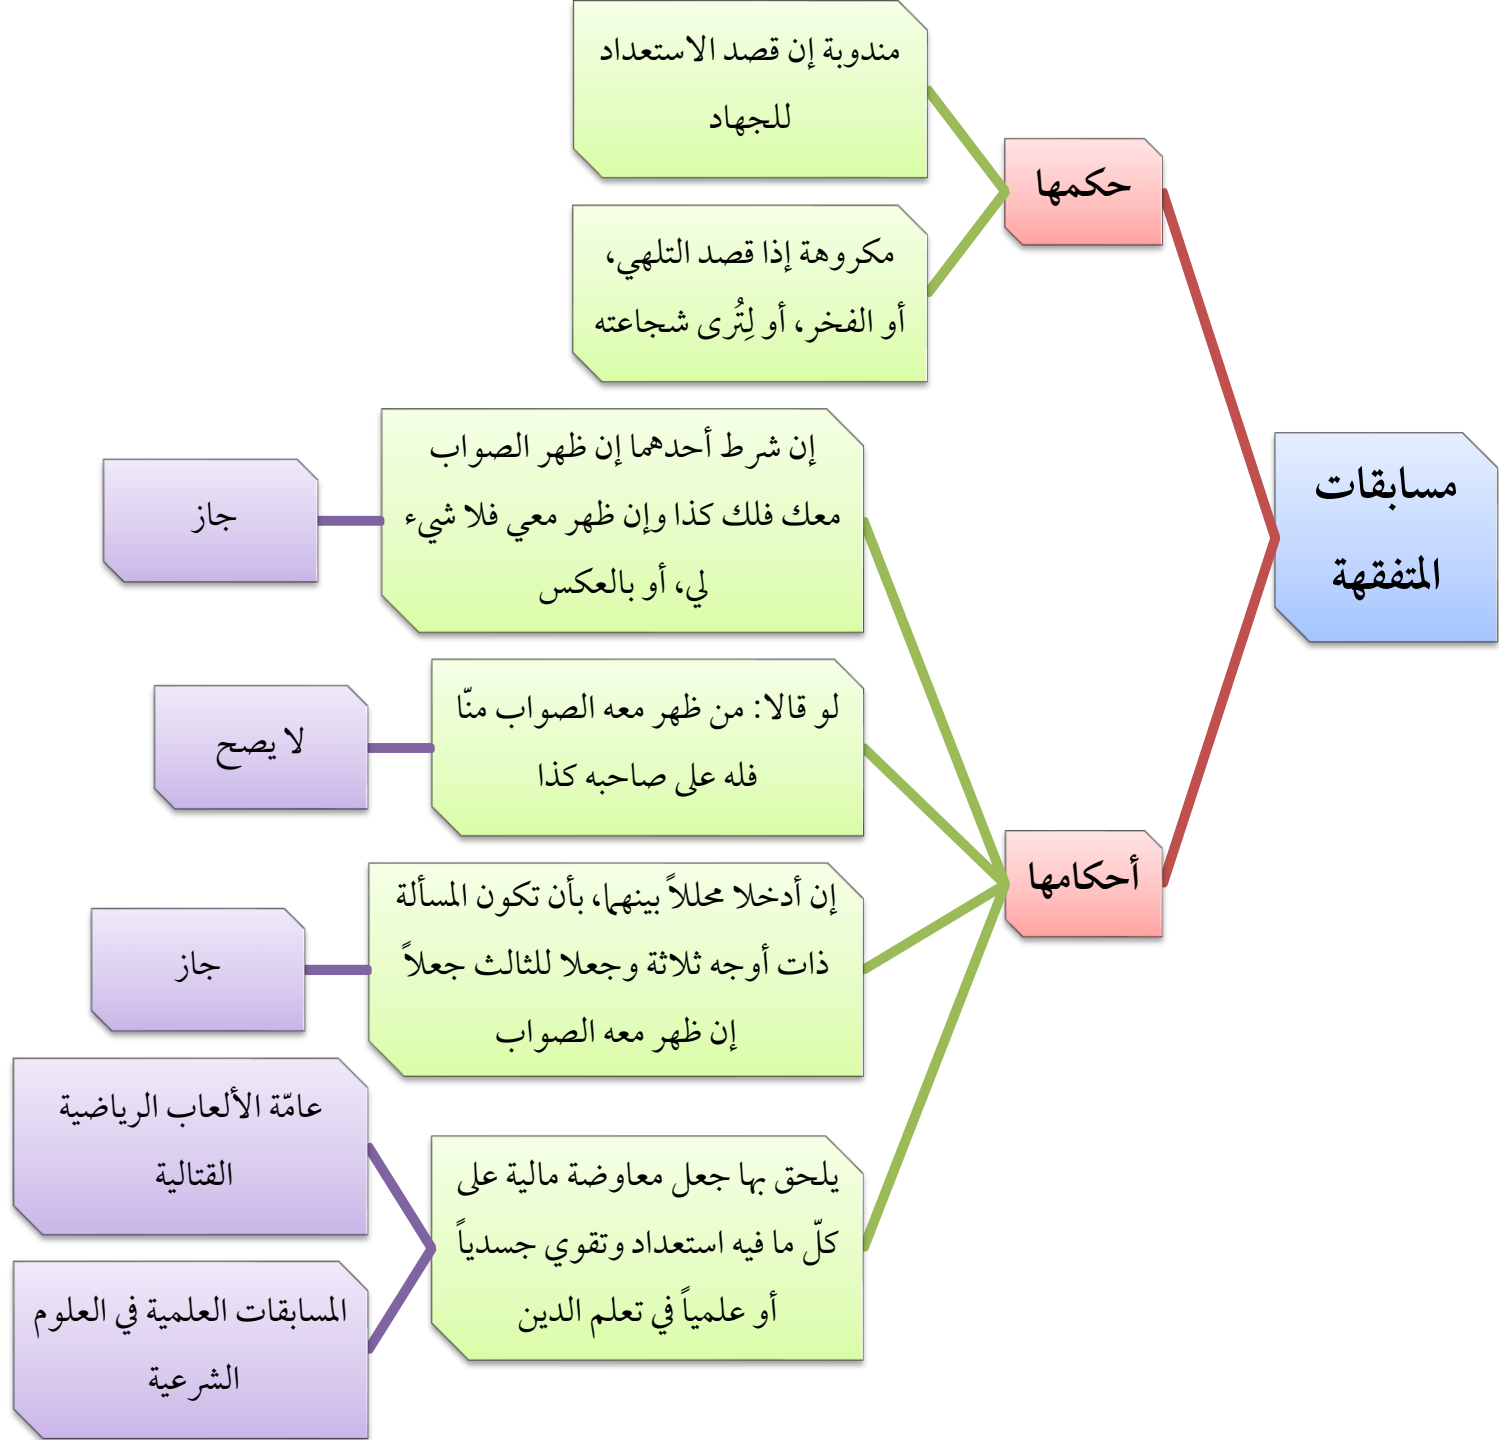 مسابقات
المتفقهة
حكمها
مندوبة إن قصد الاستعداد
للجهاد
مكروهة إذا قصد التلهي،
أو الفخر، أو لِتُرى شجاعته
أحكامها
إن شرط أحدهما إن ظهر الصواب
معك فلك كذا وإن ظهر معي فلا شيء
لي، أو بالعكس
جاز
لو قالا: من ظهر معه الصواب منّا
فله على صاحبه كذا
لا يصح
إن أدخلا محللاً بينهما، بأن تكون المسألة
ذات أوجه ثلاثة وجعلا للثالث جعلاً
إن ظهر معه الصواب
جاز
يلحق بها جعل معاوضة مالية على
كلّ ما فيه استعداد وتقوي جسدياً
أو علمياً في تعلم الدين
عامّة الألعاب الرياضية
القتالية
المسابقات العلمية في العلوم
الشرعية